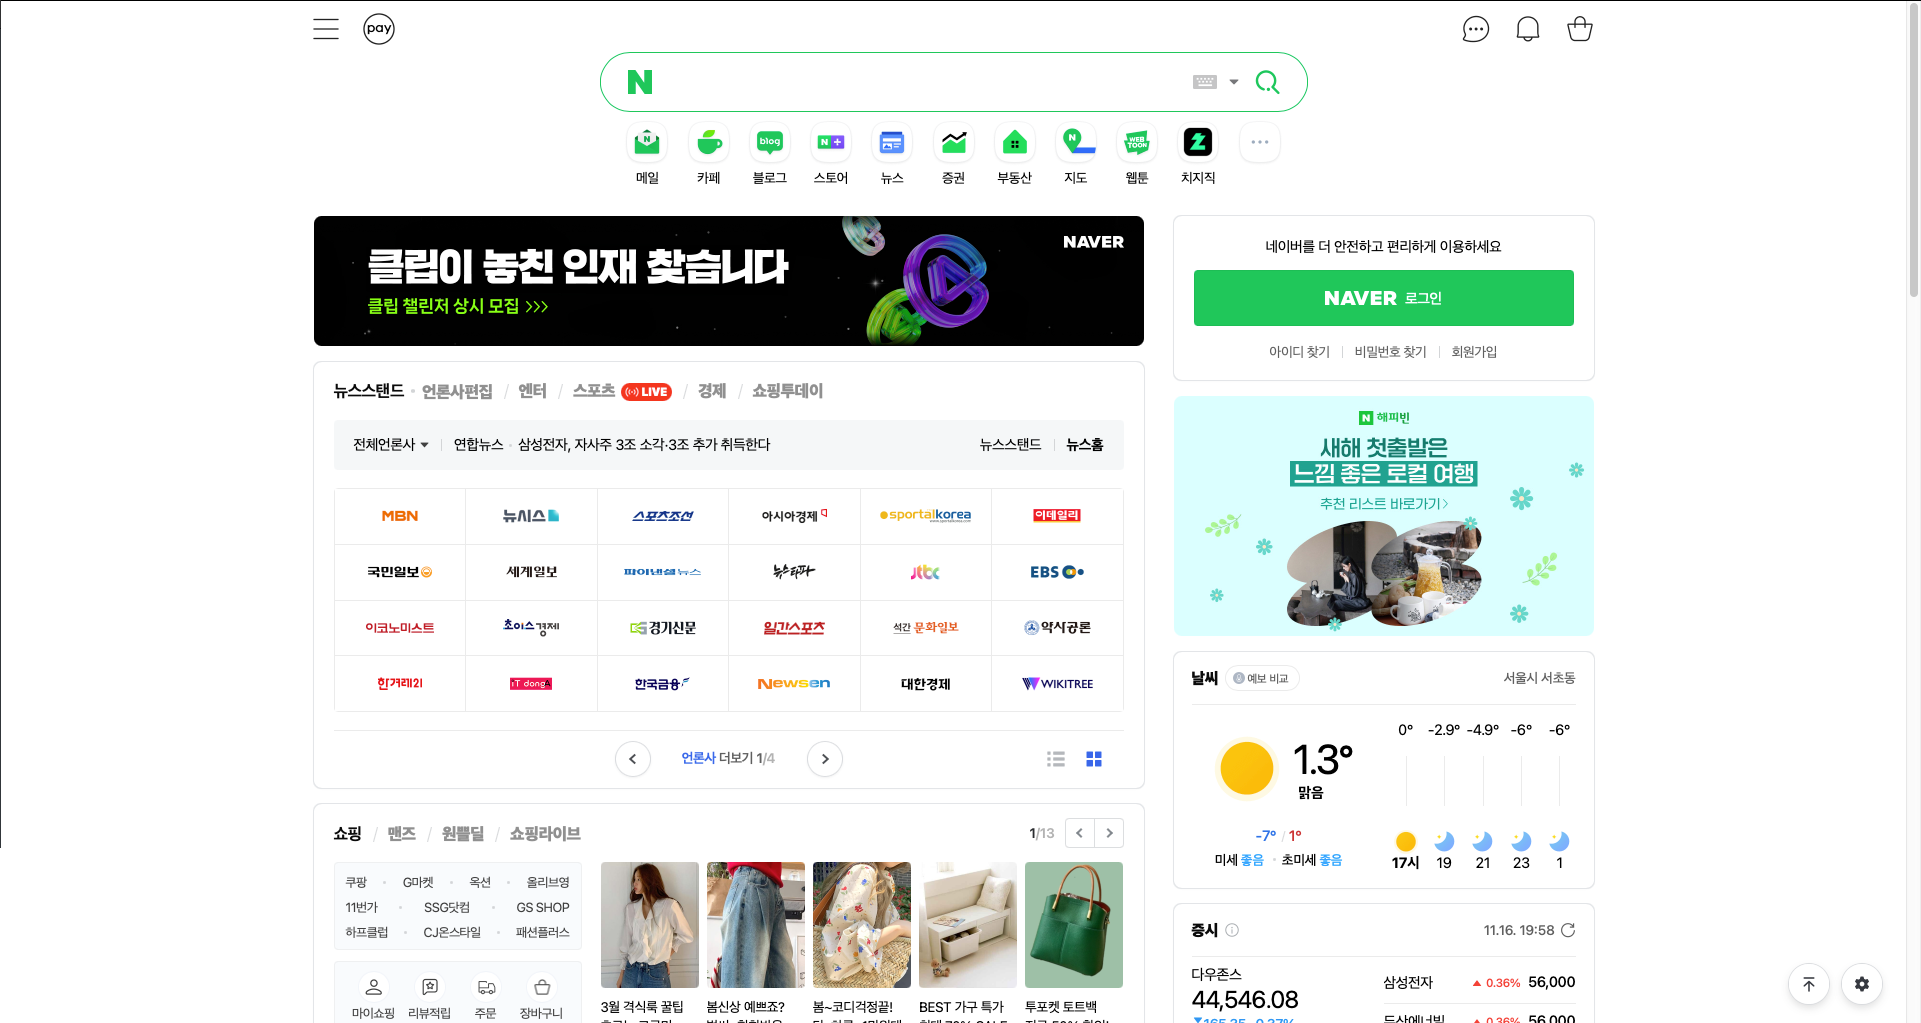 pay
N
메일
카페
blog
블로그
N+
스토어
뉴스
증권
부동산
N
지도
WEB
TOON
웹툰
치지직
클립이 놓친 인재 찾습니다
클립 챌린저 상시 모집 >>>
NAVER
네이버를 더 안전하고 편리하게 이용하세요
NAVER 로그인
아이디 찾기
비밀번호 찾기
회원가입
뉴스스탠드 · 언론사편집 / 엔터 / 스포츠 LIVE / 경제 / 쇼핑투데이
전체언론사
연합뉴스 · 삼성전자, 자사주 3조 소각·3조 추가 취득한다
뉴스스탠드
뉴스홈
MBN
뉴시스
스포츠조선
아시아경제
sportalkorea
www.sportalkorea.com
이데일리
국민일보
세계일보
파이낸셜뉴스
뉴스타파
jtbc
EBS
이코노미스트
초이스경제
경기신문
일간스포츠
석간 문화일보
약사공론
한겨레21
IT dongA
한국금융
Newsen
대한경제
WIKITREE
언론사 더보기 1/4
N 해피빈
새해 첫출발은
느낌 좋은 로컬 여행
추천 리스트 바로가기>
날씨
예보 비교
서울시 서초동
1.3°
맑음
-7° / 1°
미세 좋음 · 초미세 좋음
0° -2.9° -4.9° -6° -6°
17시 19 21 23 1
쇼핑 / 맨즈 / 원쁠딜 / 쇼핑라이브
1/13
쿠팡 · G마켓 · 옥션 · 올리브영
11번가 · SSG닷컴 · GS SHOP
하프클럽 · CJ온스타일 · 패션플러스
마이쇼핑
리뷰적립
주문
장바구니
3월 격식룩 꿀팁
봄신상 예쁘죠?
봄~코디걱정끝!
BEST 가구 특가
투포켓 토트백
증시
11.16. 19:58
다우존스
44,546.08
삼성전자
▲ 0.36%
56,000
두산에너빌
▲ 0.36%
56,000